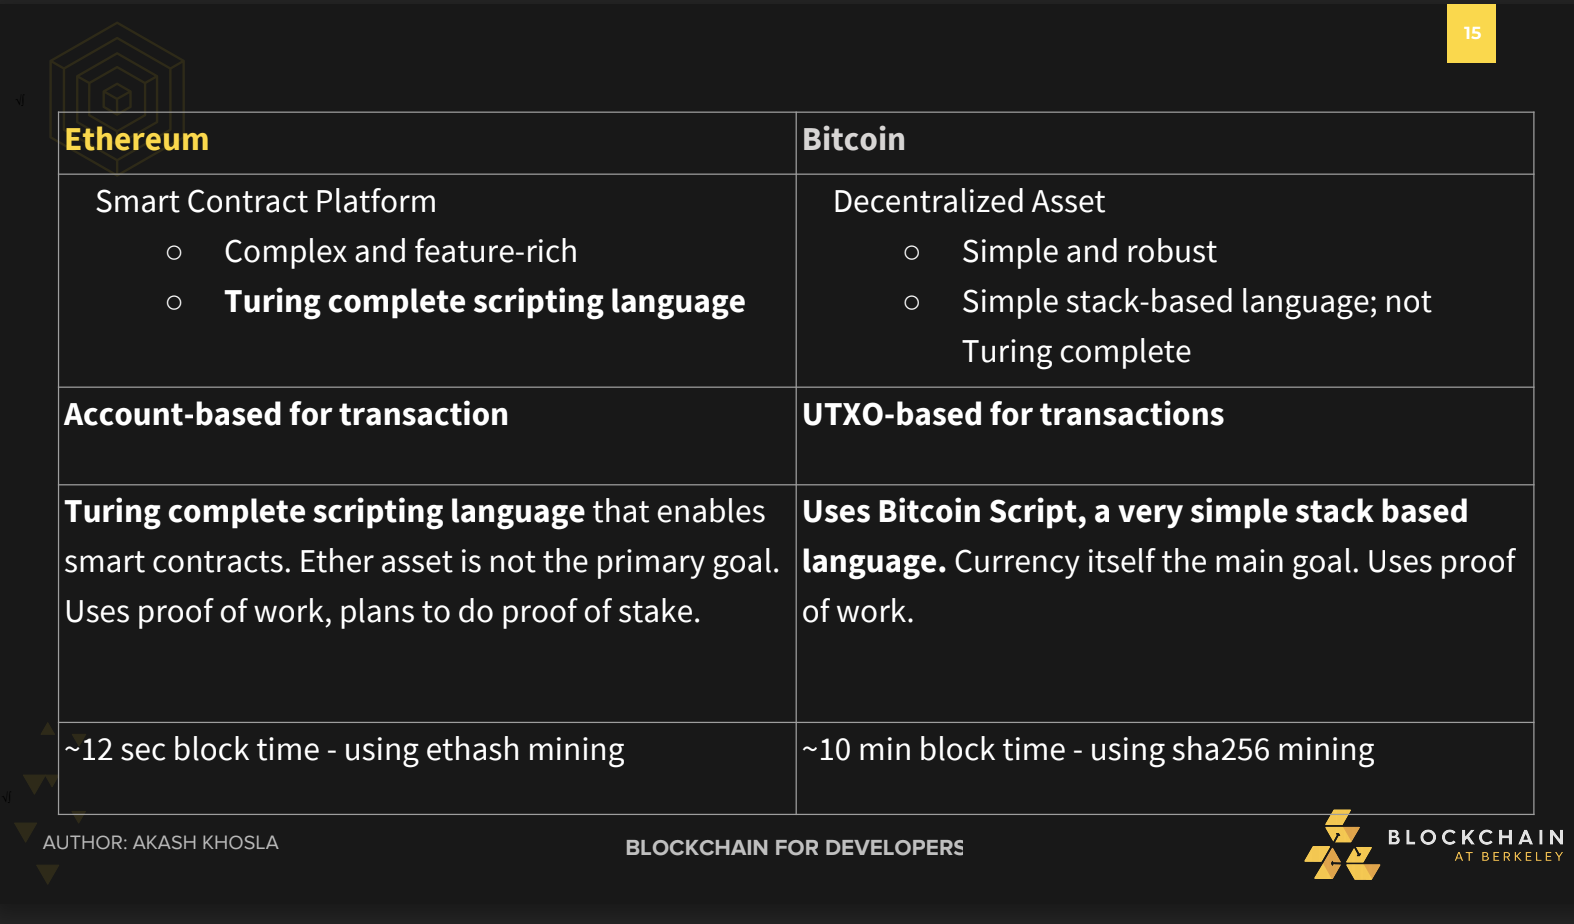 15
Ethereum
Bitcoin
Smart Contract Platform
○ Complex and feature-rich
○ Turing complete scripting language
Decentralized Asset
○ Simple and robust
○ Simple stack-based language; not
Turing complete
Account-based for transaction
UTXO-based for transactions
Turing complete scripting language that enables
smart contracts. Ether asset is not the primary goal.
Uses proof of work, plans to do proof of stake.
Uses Bitcoin Script, a very simple stack based
language. Currency itself the main goal. Uses proof
of work.
~12 sec block time - using ethash mining
~10 min block time - using sha256 mining
AUTHOR: AKASH KHOSLA
BLOCKCHAIN FOR DEVELOPERS
BLOCKCHAIN
AT BERKELEY